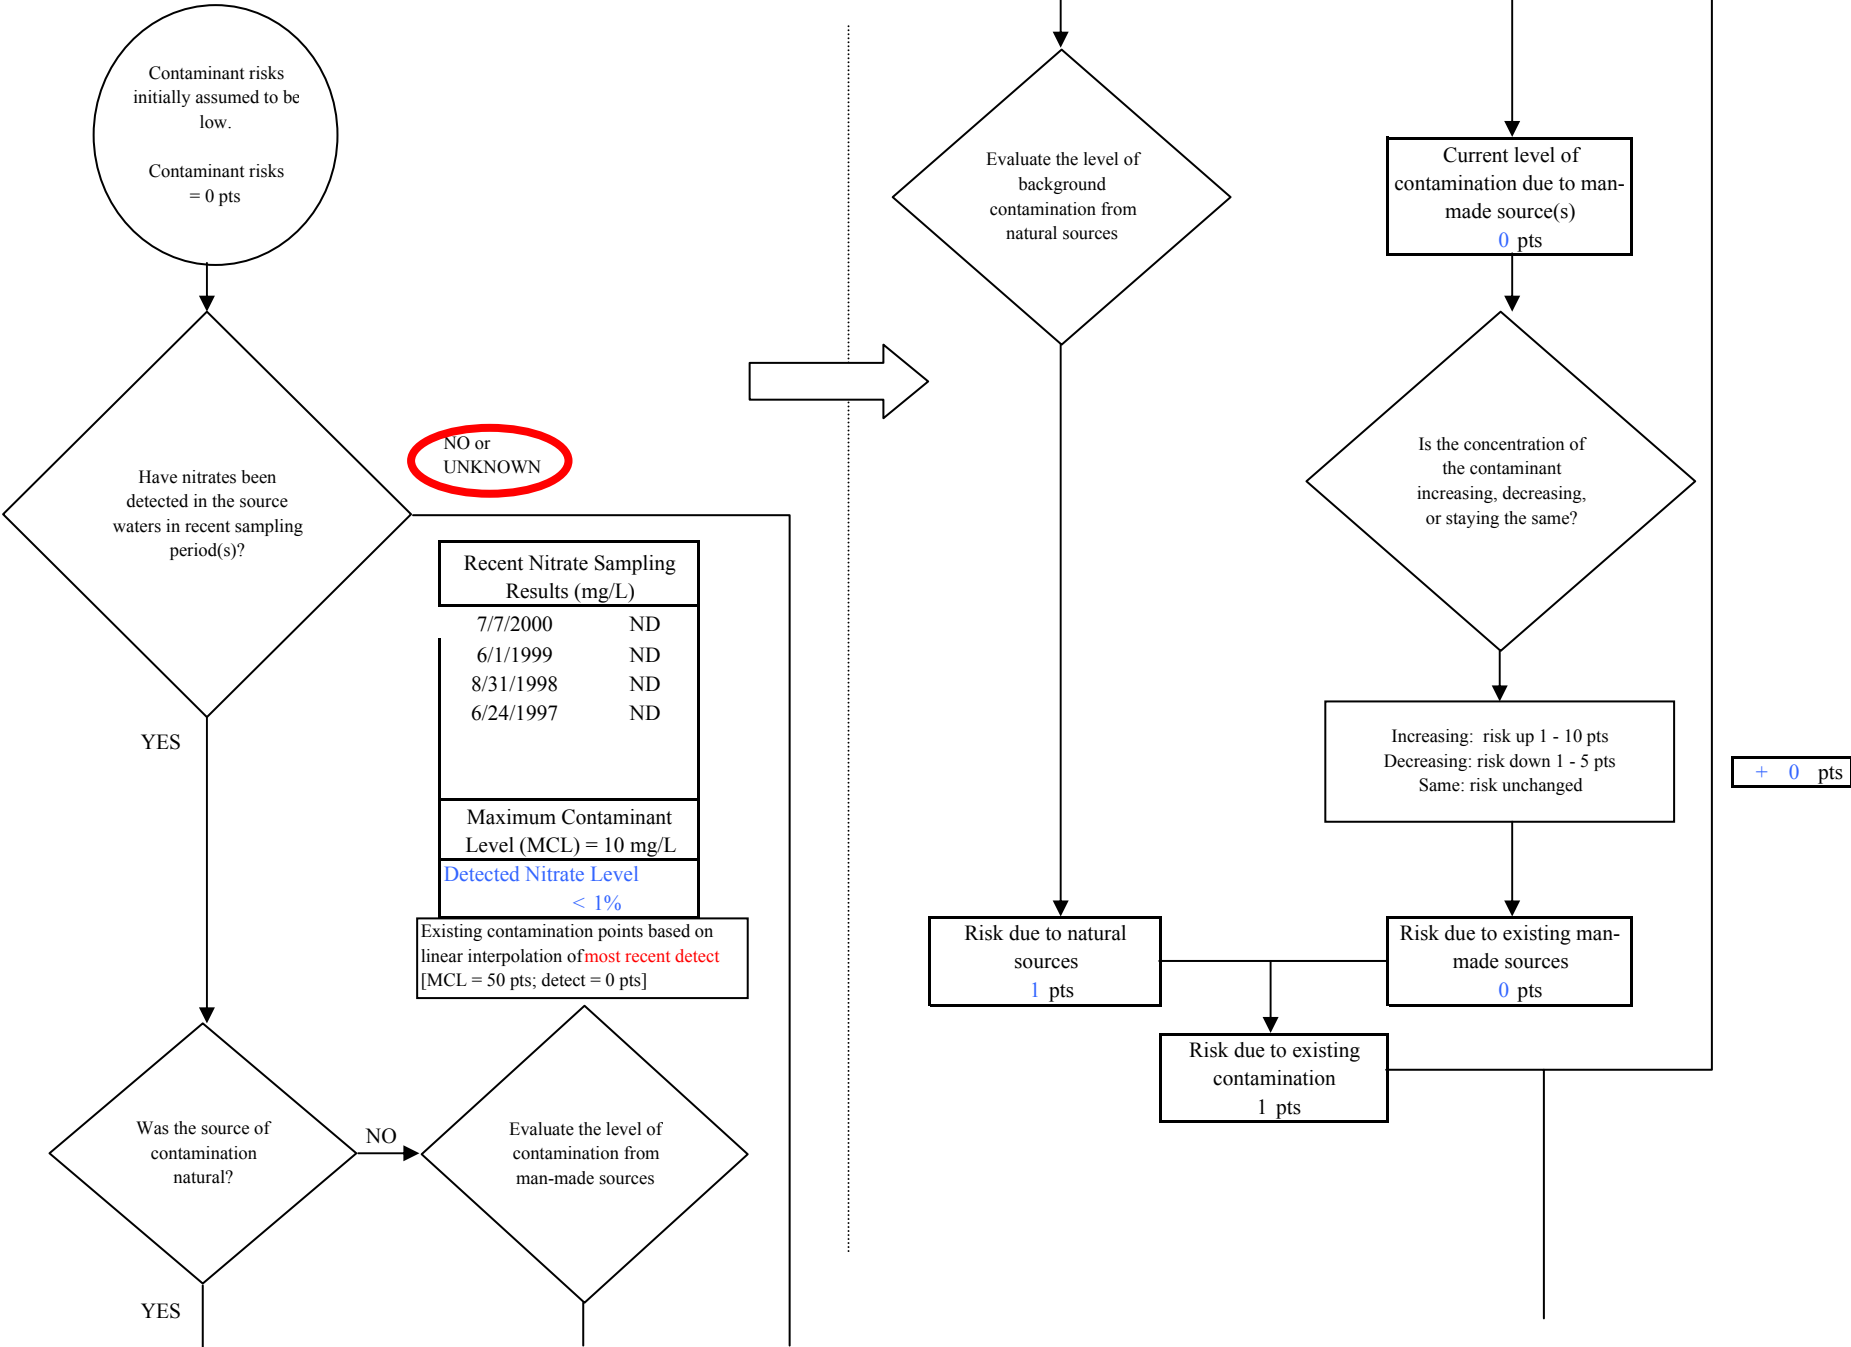 Contaminant risks
initially assumed to be
low.
Contaminant risks
= 0 pts
Have nitrates been
detected in the source
waters in recent sampling
period(s)?
NO or
UNKNOWN
YES
Recent Nitrate Sampling
Results (mg/L)
7/7/2000 ND
6/1/1999 ND
8/31/1998 ND
6/24/1997 ND
Maximum Contaminant
Level (MCL) = 10 mg/L
Detected Nitrate Level
< 1%
Existing contamination points based on
linear interpolation of most recent detect
[MCL = 50 pts; detect = 0 pts]
Was the source of
contamination
natural?
NO
Evaluate the level of
contamination from
man-made sources
YES
Evaluate the level of
background
contamination from
natural sources
Current level of
contamination due to man-
made source(s)
0 pts
Is the concentration of
the contaminant
increasing, decreasing,
or staying the same?
Increasing: risk up 1 - 10 pts
Decreasing: risk down 1 - 5 pts
Same: risk unchanged
+ 0 pts
Risk due to natural
sources
1 pts
Risk due to existing man-
made sources
0 pts
Risk due to existing
contamination
1 pts